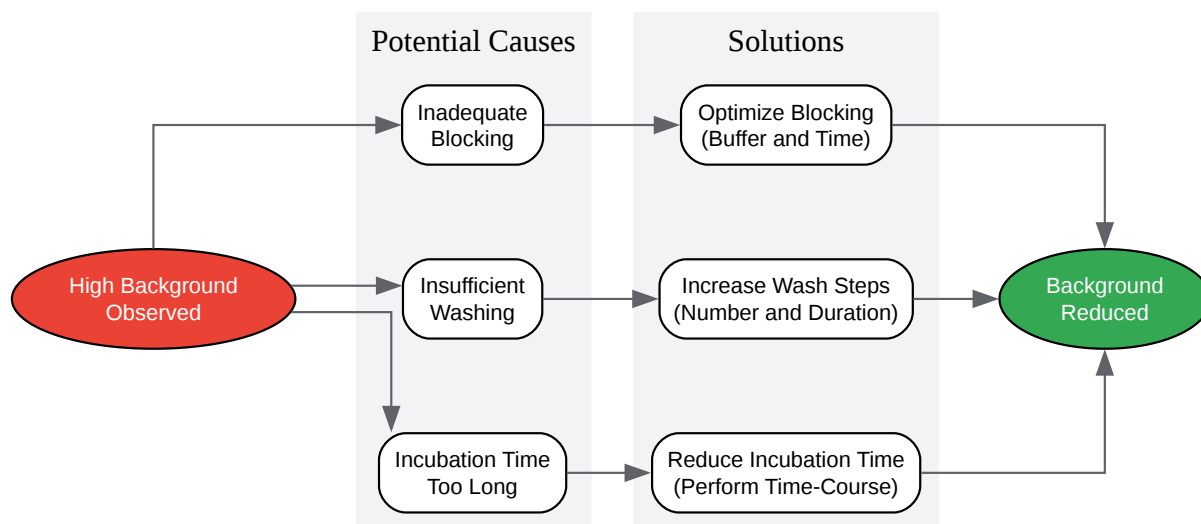 Potential Causes
Solutions
Inadequate
Blocking
Optimize Blocking
(Buffer and Time)
High Background
Observed
Insufficient
Washing
Increase Wash Steps
(Number and Duration)
Background
Reduced
Incubation Time
Too Long
Reduce Incubation Time
(Perform Time-Course)